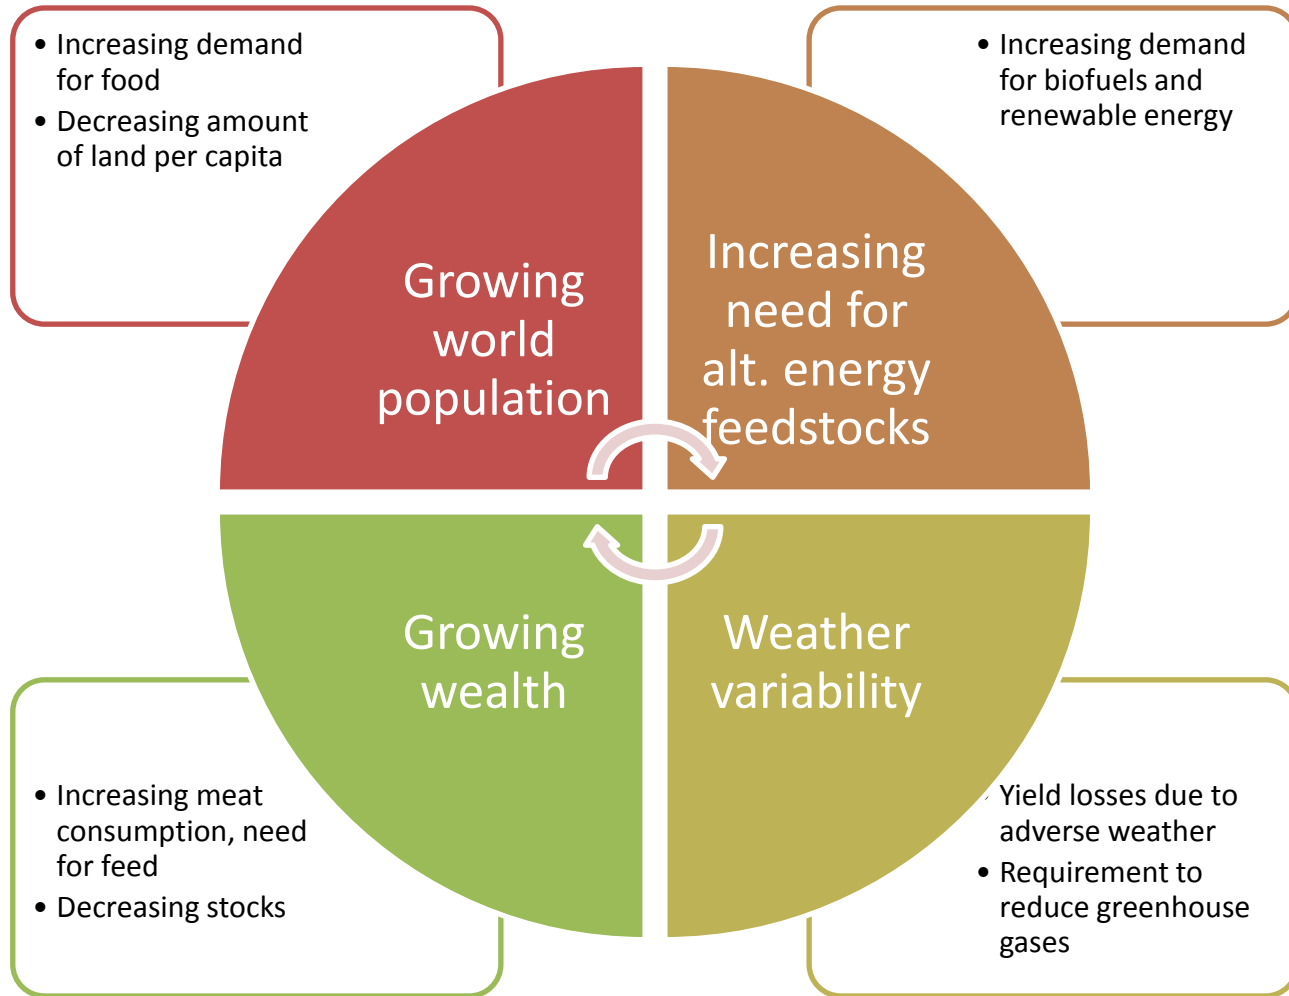 • Increasing demand
for food
• Decreasing amount
of land per capita
• Increasing demand
for biofuels and
renewable energy
Growing
world
population
Increasing
need for
alt. energy
feedstocks
Growing
wealth
Weather
variability
• Increasing meat
consumption, need
for feed
• Decreasing stocks
• Yield losses due to
adverse weather
• Requirement to
reduce greenhouse
gases